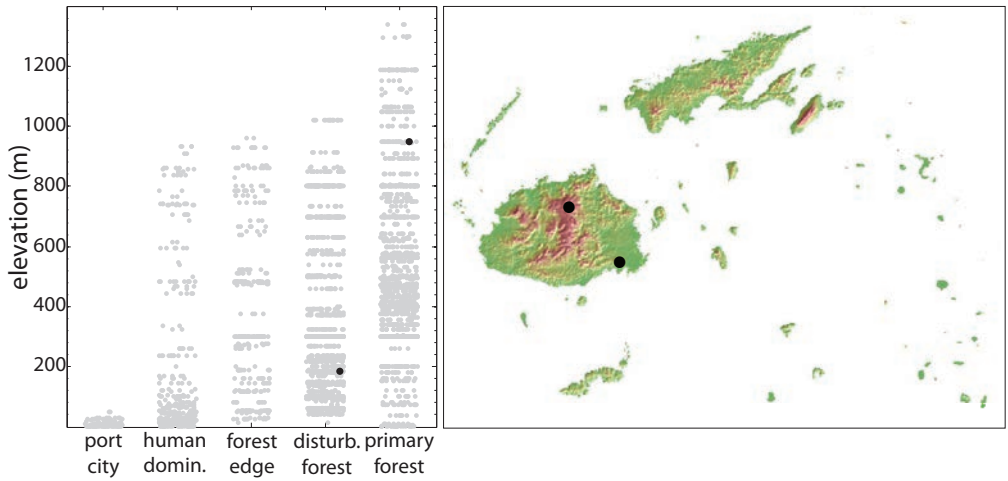 elevation (m)
1200
1000
800
600
400
200
port city
human domin.
forest edge
disturb. forest
primary forest